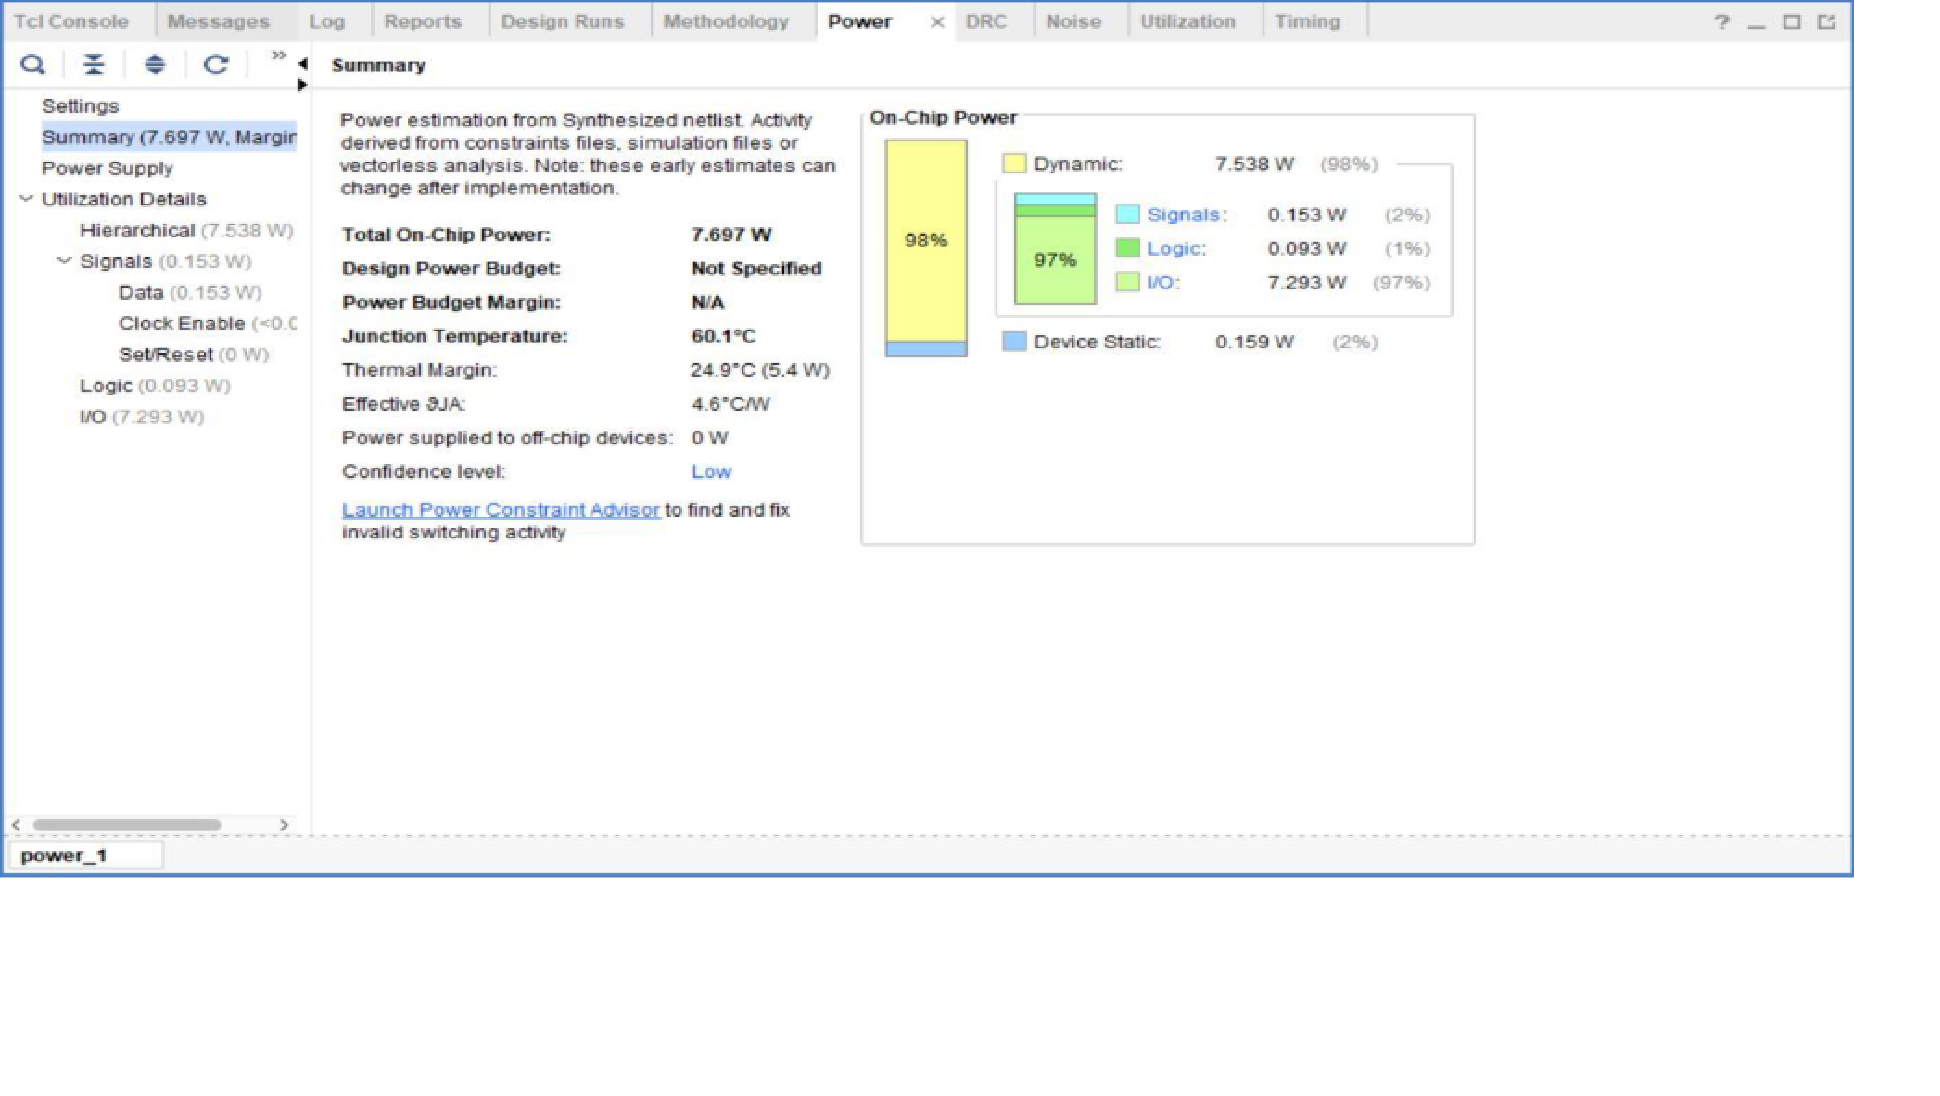 Tcl Console Messages Log Reports Design Runs Methodology Power × DRC Noise Utilization Timing ?
»
Summary
Settings
Summary (7.697 W, Margin
Power Supply
Utilization Details
Hierarchical (7.538 W)
Signals (0.153 W)
Data (0.153 W)
Clock Enable (<0.0
Set/Reset (0 W)
Logic (0.093 W)
I/O (7.293 W)
Power estimation from Synthesized netlist. Activity
derived from constraints files, simulation files or
vectorless analysis. Note: these early estimates can
change after implementation.
Total On-Chip Power: 7.697 W
Design Power Budget: Not Specified
Power Budget Margin: N/A
Junction Temperature: 60.1°C
Thermal Margin: 24.9°C (5.4 W)
Effective ϑJA: 4.6°C/W
Power supplied to off-chip devices: 0 W
Confidence level: Low
Launch Power Constraint Advisor to find and fix
invalid switching activity
On-Chip Power
98%
Dynamic: 7.538 W (98%)
97%
Signals: 0.153 W (2%)
Logic: 0.093 W (1%)
I/O: 7.293 W (97%)
Device Static: 0.159 W (2%)
power_1